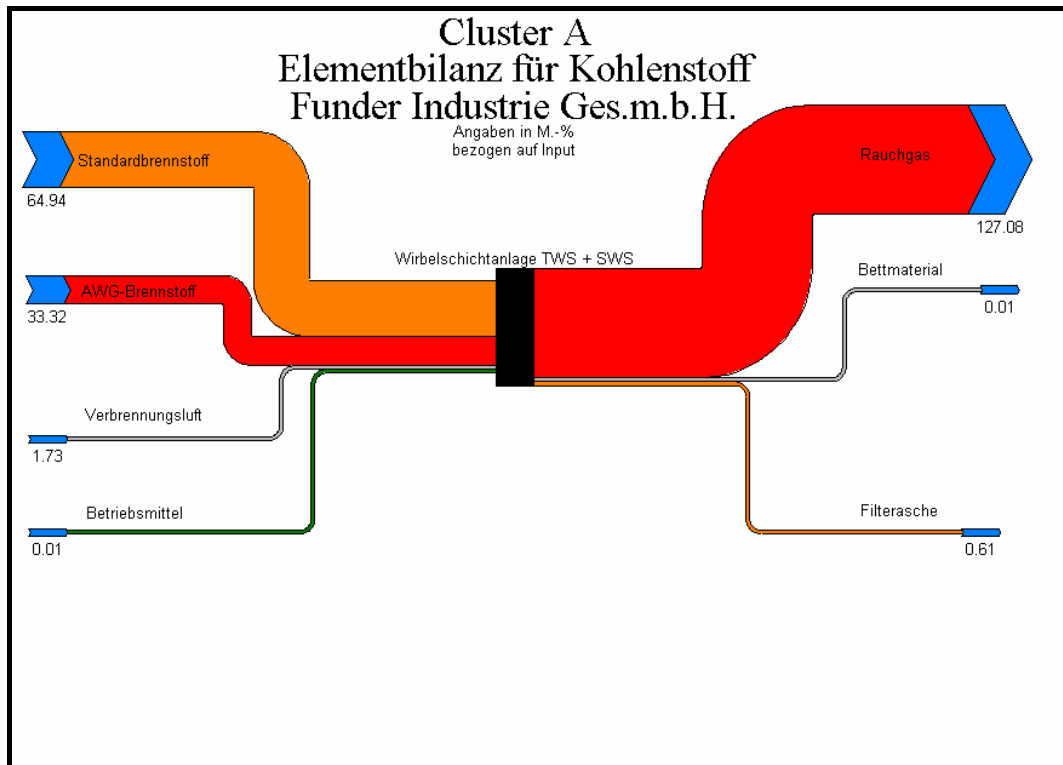 Cluster A
Elementbilanz für Kohlenstoff
Funder Industrie Ges.m.b.H.
Angaben in M.-%
bezogen auf Input
Standardbrennstoff
64.94
AWG-Brennstoff
33.32
Verbrennungsluft
1.73
Betriebsmittel
0.01
Wirbelschichtanlage TWS + SWS
Rauchgas
127.08
Bettmaterial
0.01
Filterasche
0.61